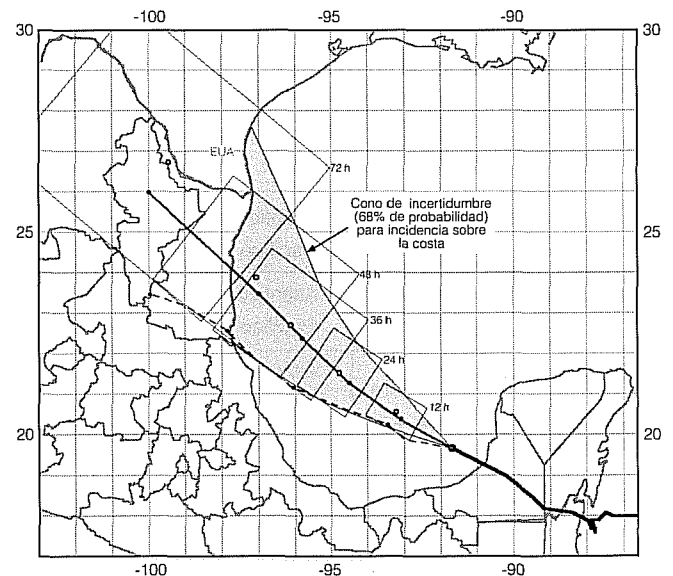 -100 -95 -90
30 30
EUA
72 h
Cono de incertidumbre
(68% de probabilidad)
para incidencia sobre
la costa
25 25
48 h
36 h
24 h
12 h
20 20
-100 -95 -90